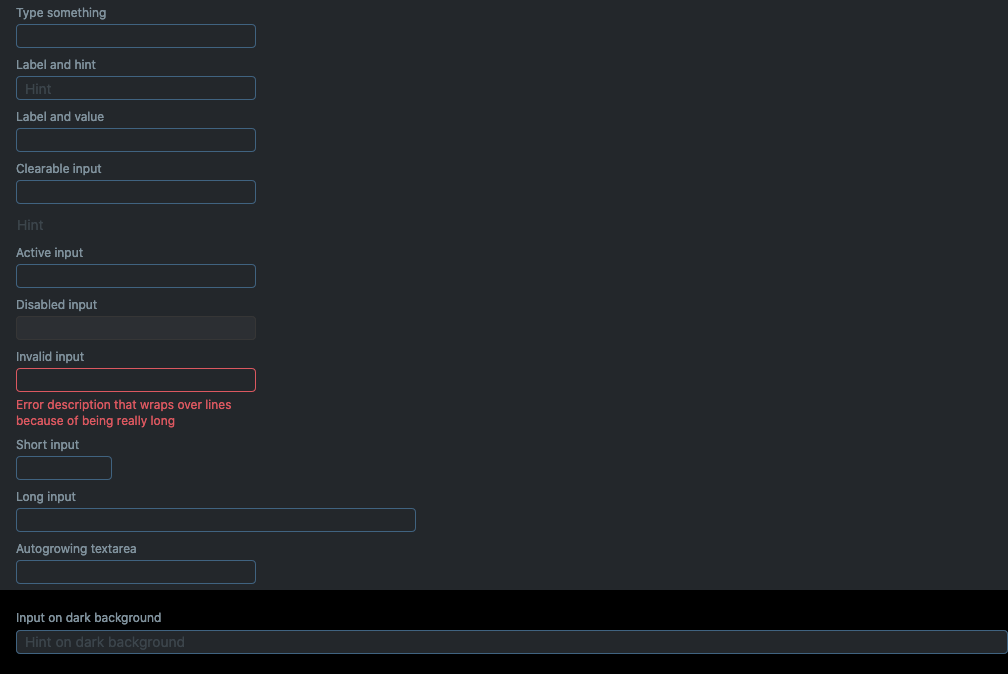 Type something
Label and hint
Hint
Label and value
Clearable input
Hint
Active input
Disabled input
Invalid input
Error description that wraps over lines
because of being really long
Short input
Long input
Autogrowing textarea
Input on dark background
Hint on dark background